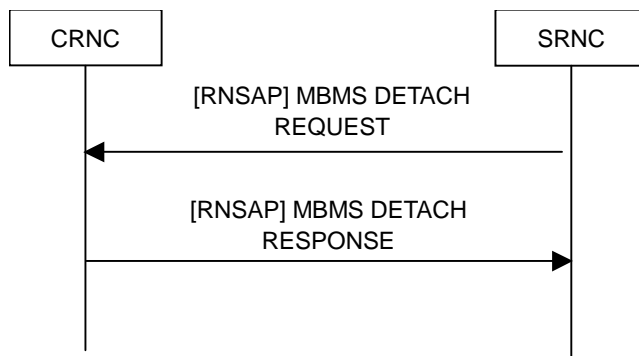 CRNC
SRNC
[RNSAP] MBMS DETACH
REQUEST
[RNSAP] MBMS DETACH
RESPONSE